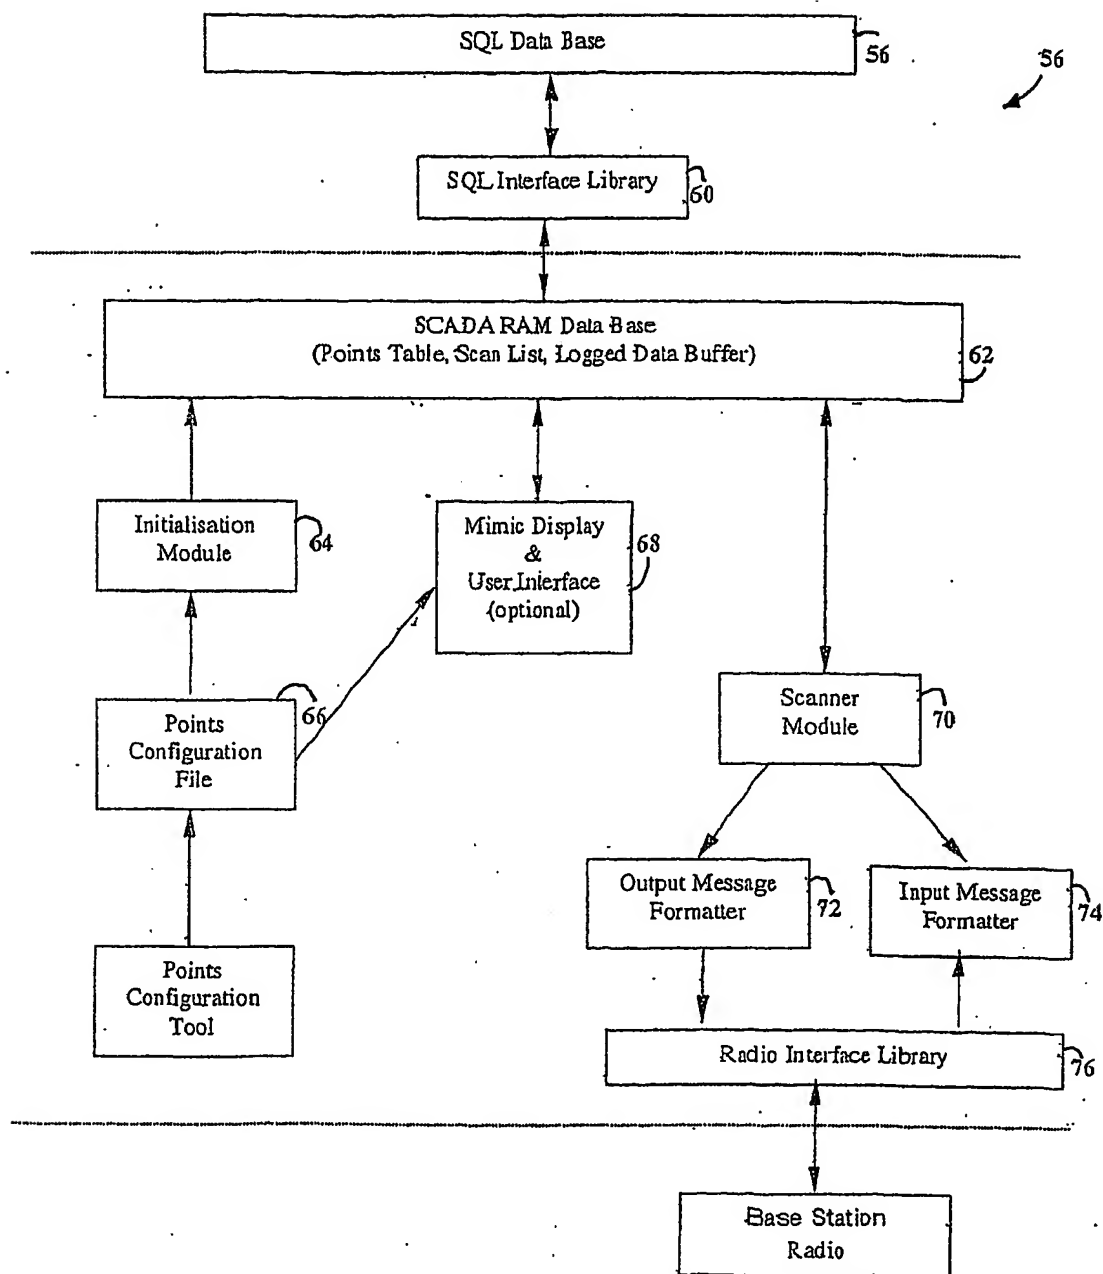 SQL Data Base
56
56
SQL Interface Library
60
SCADA RAM Data Base
(Points Table, Scan List, Logged Data Buffer)
62
Initialisation
Module
64
Mimic Display
&
User Interface
(optional)
68
Points
Configuration
File
66
Scanner
Module
70
Output Message
Formatter
72
Input Message
Formatter
74
Points
Configuration
Tool
Radio Interface Library
76
Base Station
Radio